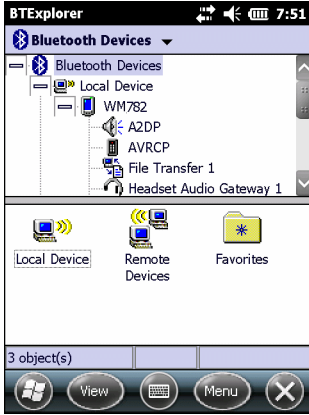 BTExplorer 7:51
Bluetooth Devices
Bluetooth Devices
Local Device
WM782
A2DP
AVRCP
File Transfer 1
Headset Audio Gateway 1
Local Device
Remote Devices
Favorites
3 object(s)
View Menu